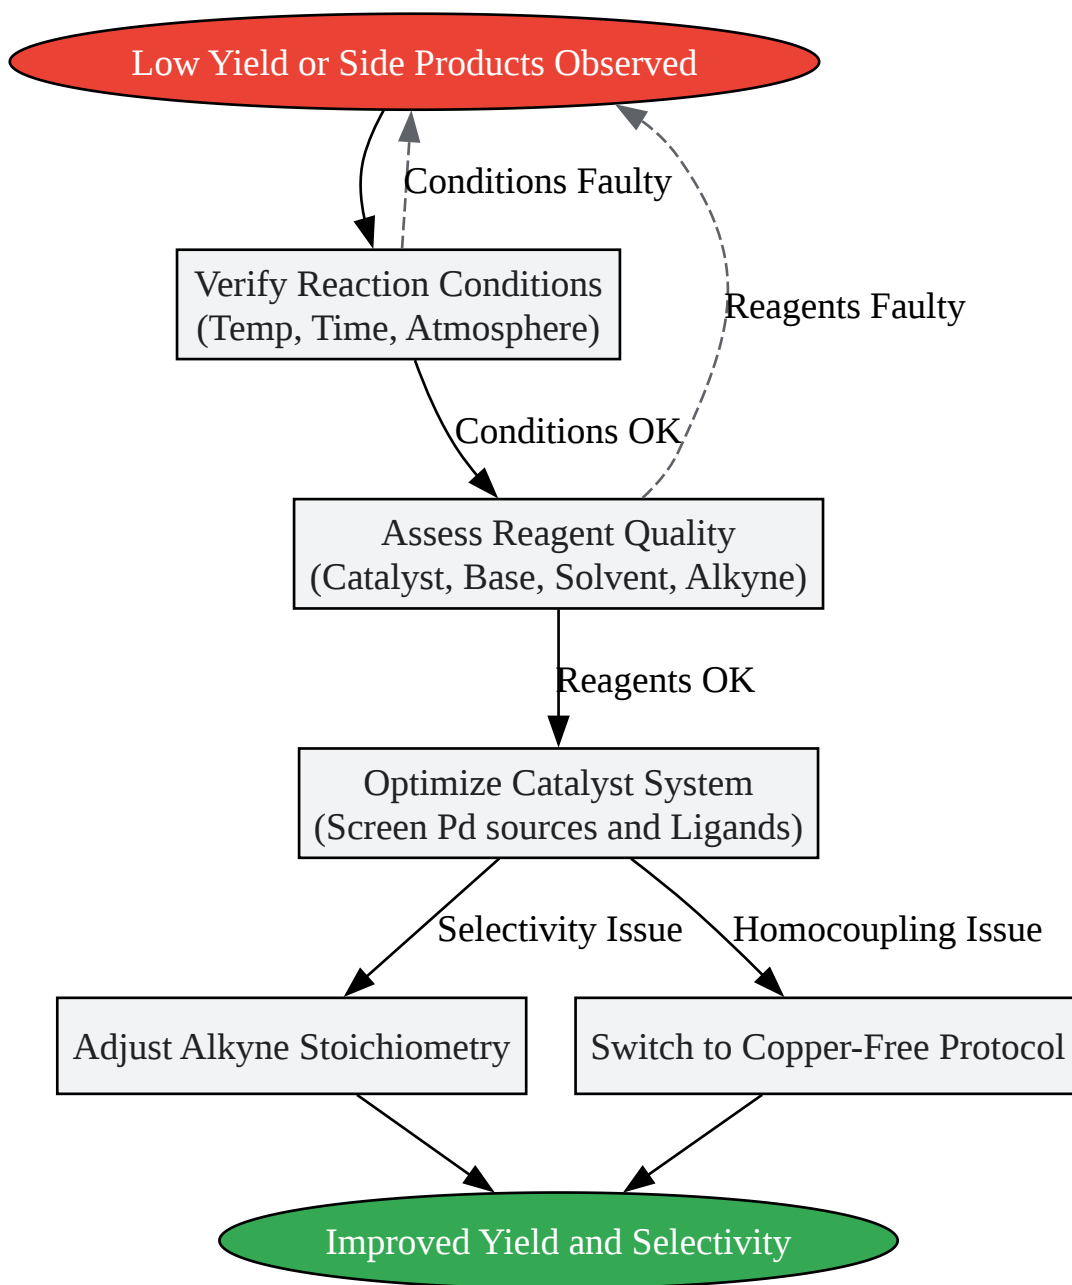 Low Yield or Side Products Observed
Conditions Faulty
Verify Reaction Conditions
(Temp, Time, Atmosphere)
Reagents Faulty
Conditions OK
Assess Reagent Quality
(Catalyst, Base, Solvent, Alkyne)
Reagents OK
Optimize Catalyst System
(Screen Pd sources and Ligands)
Selectivity Issue
Homocoupling Issue
Adjust Alkyne Stoichiometry
Switch to Copper-Free Protocol
Improved Yield and Selectivity